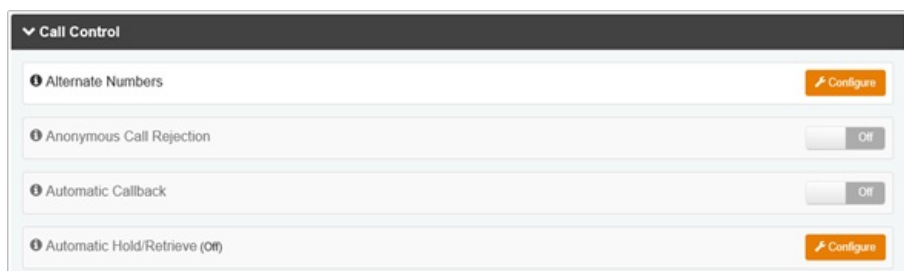 Call Control
Alternate Numbers Configure
Anonymous Call Rejection Off
Automatic Callback Off
Automatic Hold/Retrieve (Off) Configure